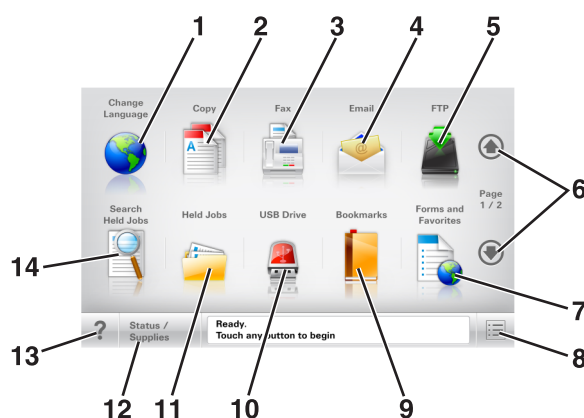 1 2 3 4 5
Change Language
Copy
Fax
Email
FTP
A
@
6
Page
1 / 2
Search Held Jobs
Held Jobs
USB Drive
Bookmarks
Forms and Favorites
14
7
?
Status / Supplies
Ready.
Touch any button to begin
13
12
11
10
9
8